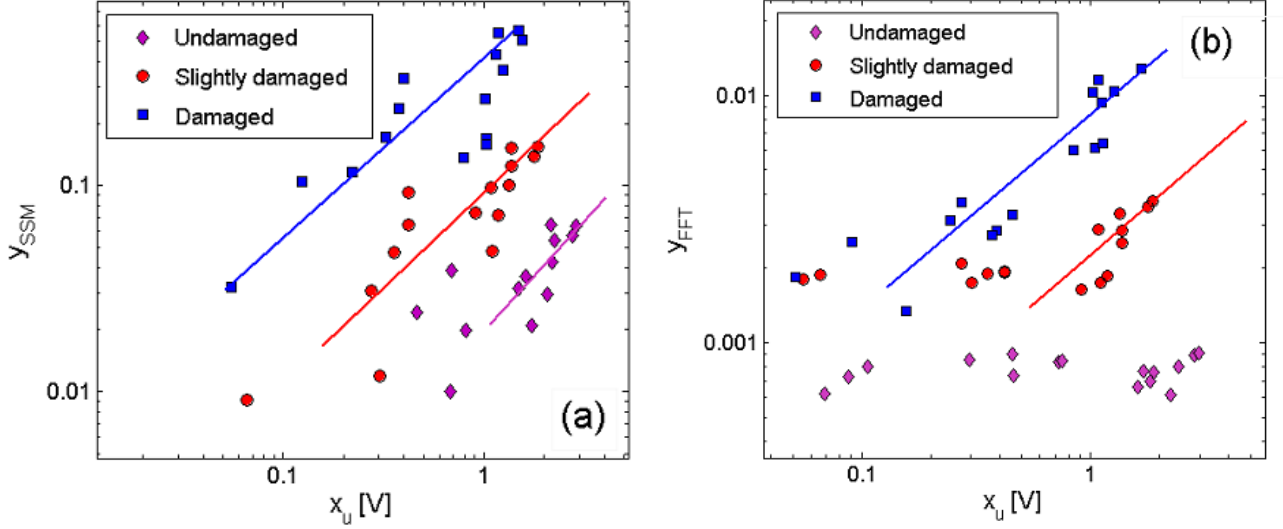 Undamaged
Slightly damaged
Damaged
y_SSM
0.1
0.01
0.1
1
x_u [V]
(a)
Undamaged
Slightly damaged
Damaged
(b)
y_FFT
0.01
0.001
0.1
1
x_u [V]